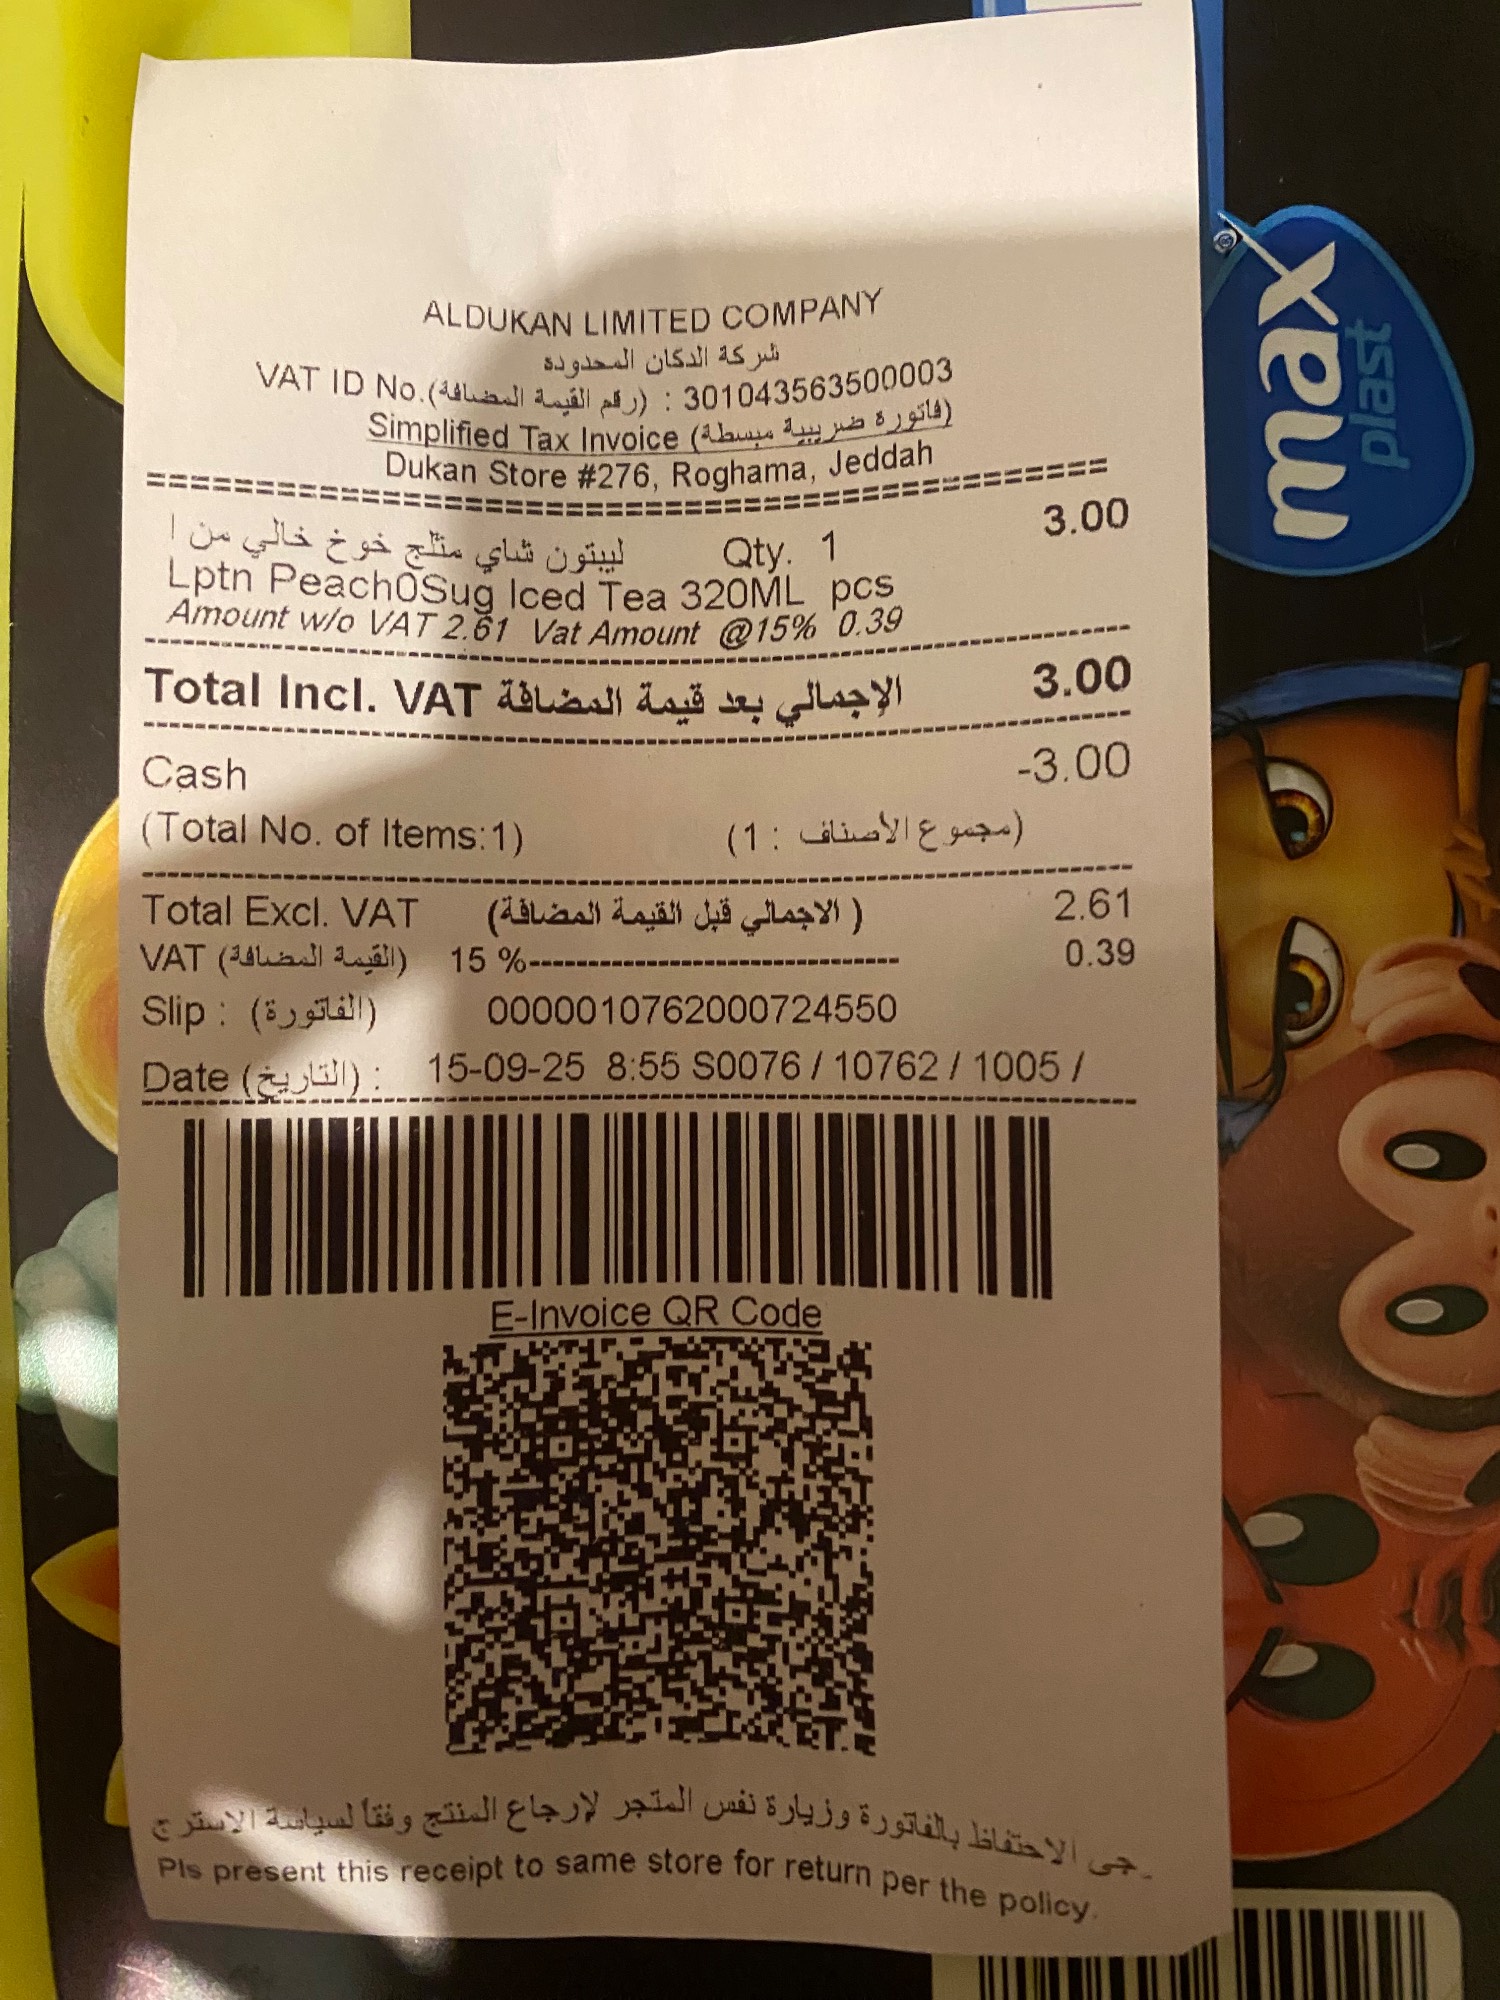 ALDUKAN LIMITED COMPANY
شركة الدكان المحدوده
VAT ID No.(رقم القيمة المضافة) : 301043563500003
Simplified Tax Invoice (فاتورة ضريبية مبسطة)
Dukan Store #276, Roghama, Jeddah
ليبتون شاي مثلج خوخ خالي من ا Qty. 1 3.00
Lptn Peach0Sug Iced Tea 320ML pcs
Amount w/o VAT 2.61 Vat Amount @15% 0.39
Total Incl. VAT الإجمالي بعد قيمة المضافة 3.00
Cash -3.00
(Total No. of Items:1) (مجموع الأصناف : 1)
Total Excl. VAT (الاجمالي قبل القيمة المضافة ) 2.61
VAT (القيمة المضافة) 15 % 0.39
Slip : (الفاتورة) 0000010762000724550
Date (التاريخ) : 15-09-25 8:55 S0076 / 10762 / 1005 /
E-Invoice QR Code
الاحتفاظ بالفاتورة وزيارة نفس المتجر لإرجاع المنتج وفقاً لسياسة الاسترج
Pls present this receipt to same store for return per the policy.
max
plast